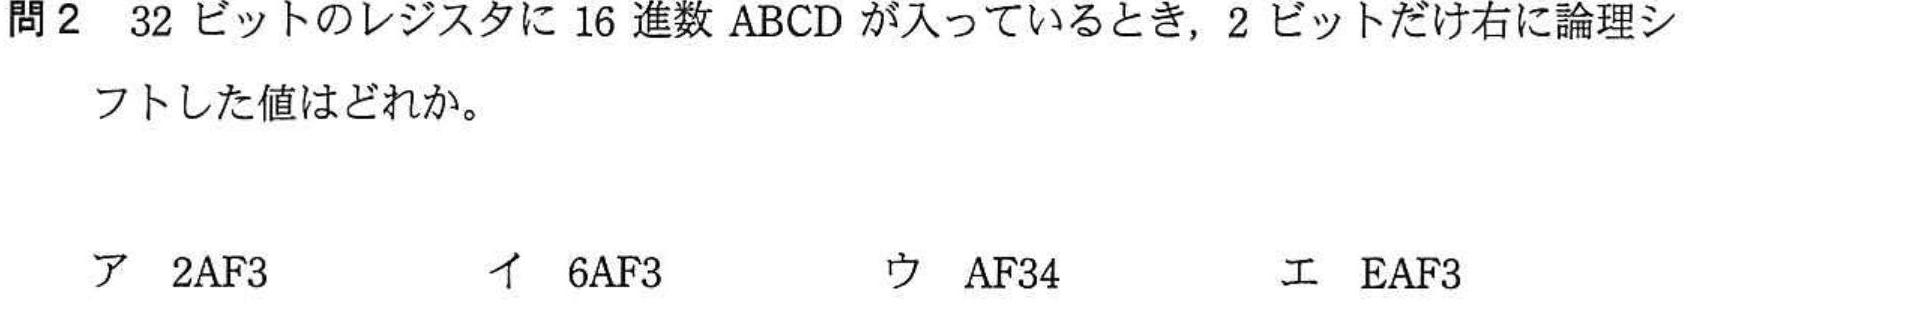 問2 32 ビットのレジスタに 16 進数 ABCD が入っているとき，2 ビットだけ右に論理シ
フトした値はどれか。
ア 2AF3 イ 6AF3 ウ AF34 エ EAF3